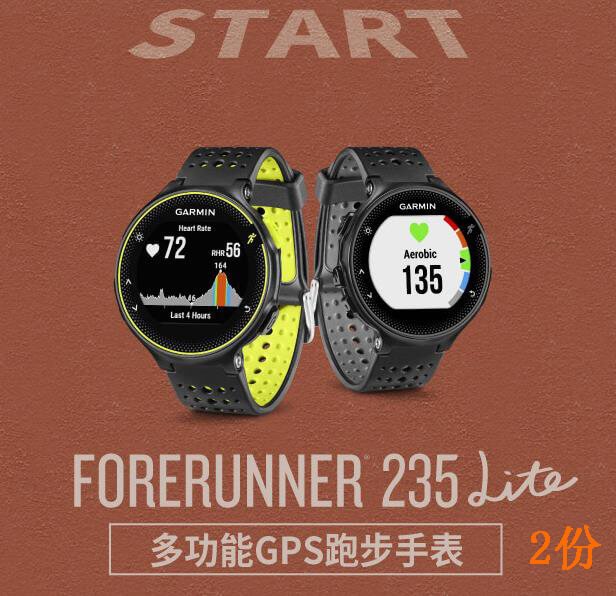 START
GARMIN
Heart Rate
72
RHR 56
164
46
Last 4 Hours
GARMIN
Aerobic
135
FORERUNNER® 235 Lite
多功能GPS跑步手表
2份